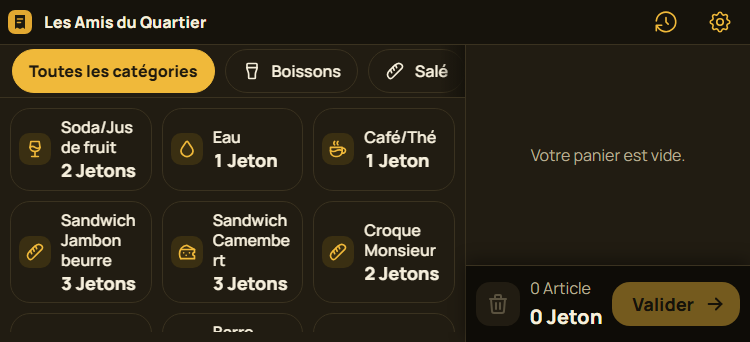 Les Amis du Quartier
Toutes les catégories
Boissons
Salé
Soda/Jus
de fruit
2 Jetons
Eau
1 Jeton
Café/Thé
1 Jeton
Sandwich
Jambon
beurre
3 Jetons
Sandwich
Camembe
rt
3 Jetons
Croque
Monsieur
2 Jetons
Votre panier est vide.
0 Article
0 Jeton
Valider